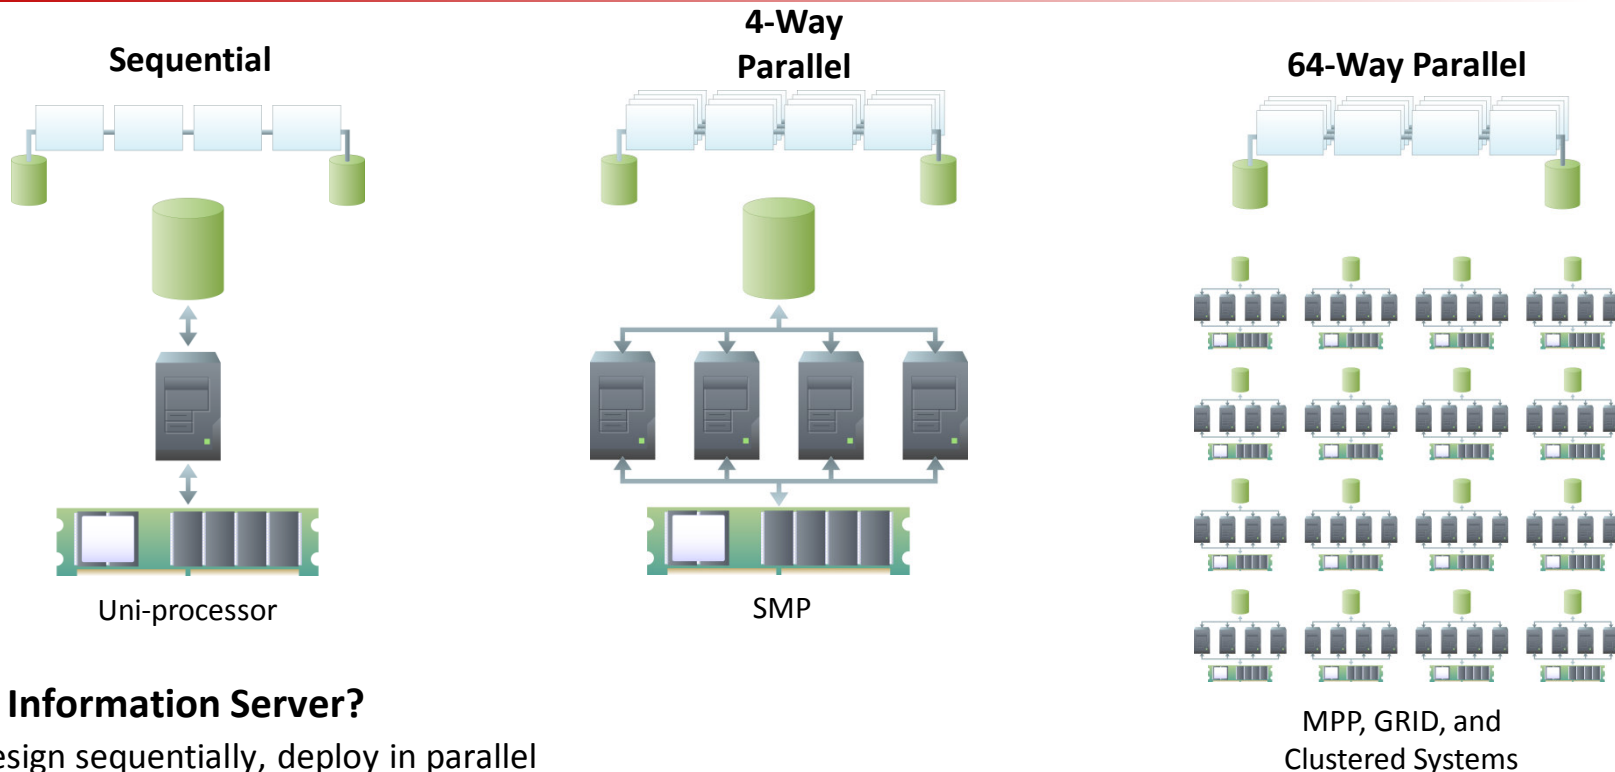 Sequential
4-Way
Parallel
64-Way Parallel
Uni-processor
SMP
MPP, GRID, and
Clustered Systems
Information Server?
sequentially, deploy in parallel